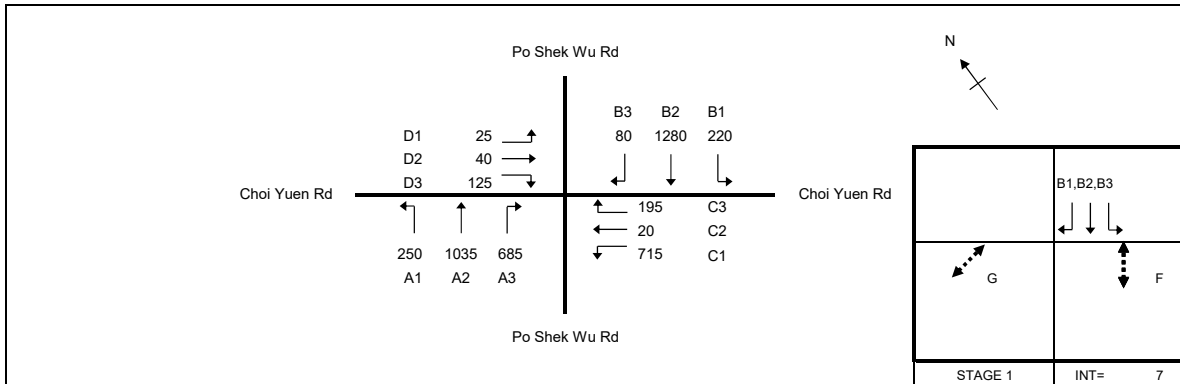 Po Shek Wu Rd
N
B3 B2 B1
D1 25 80 1280 220
D2 40
D3 125
B1,B2,B3
Choi Yuen Rd Choi Yuen Rd
195 C3
20 C2
250 1035 685 715 C1
A1 A2 A3
G F
Po Shek Wu Rd
STAGE 1 INT= 7